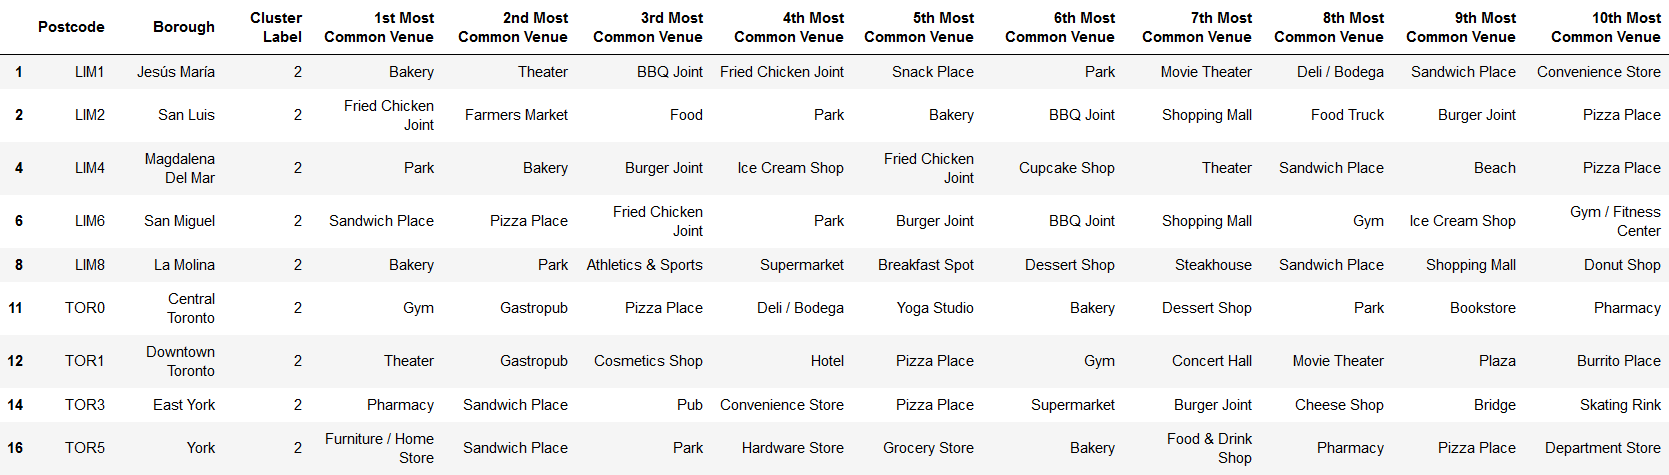 Postcode Borough Cluster Label 1st Most Common Venue 2nd Most Common Venue 3rd Most Common Venue 4th Most Common Venue 5th Most Common Venue 6th Most Common Venue 7th Most Common Venue 8th Most Common Venue 9th Most Common Venue 10th Most Common Venue
1 LIM1 Jesús María 2 Bakery Theater BBQ Joint Fried Chicken Joint Snack Place Park Movie Theater Deli / Bodega Sandwich Place Convenience Store
2 LIM2 San Luis 2 Fried Chicken Joint Farmers Market Food Park Bakery BBQ Joint Shopping Mall Food Truck Burger Joint Pizza Place
4 LIM4 Magdalena Del Mar 2 Park Bakery Burger Joint Ice Cream Shop Fried Chicken Joint Cupcake Shop Theater Sandwich Place Beach Pizza Place
6 LIM6 San Miguel 2 Sandwich Place Pizza Place Fried Chicken Joint Park Burger Joint BBQ Joint Shopping Mall Gym Ice Cream Shop Gym / Fitness Center
8 LIM8 La Molina 2 Bakery Park Athletics & Sports Supermarket Breakfast Spot Dessert Shop Steakhouse Sandwich Place Shopping Mall Donut Shop
11 TOR0 Central Toronto 2 Gym Gastropub Pizza Place Deli / Bodega Yoga Studio Bakery Dessert Shop Park Bookstore Pharmacy
12 TOR1 Downtown Toronto 2 Theater Gastropub Cosmetics Shop Hotel Pizza Place Gym Concert Hall Movie Theater Plaza Burrito Place
14 TOR3 East York 2 Pharmacy Sandwich Place Pub Convenience Store Pizza Place Supermarket Burger Joint Cheese Shop Bridge Skating Rink
16 TOR5 York 2 Furniture / Home Store Sandwich Place Park Hardware Store Grocery Store Bakery Food & Drink Shop Pharmacy Pizza Place Department Store